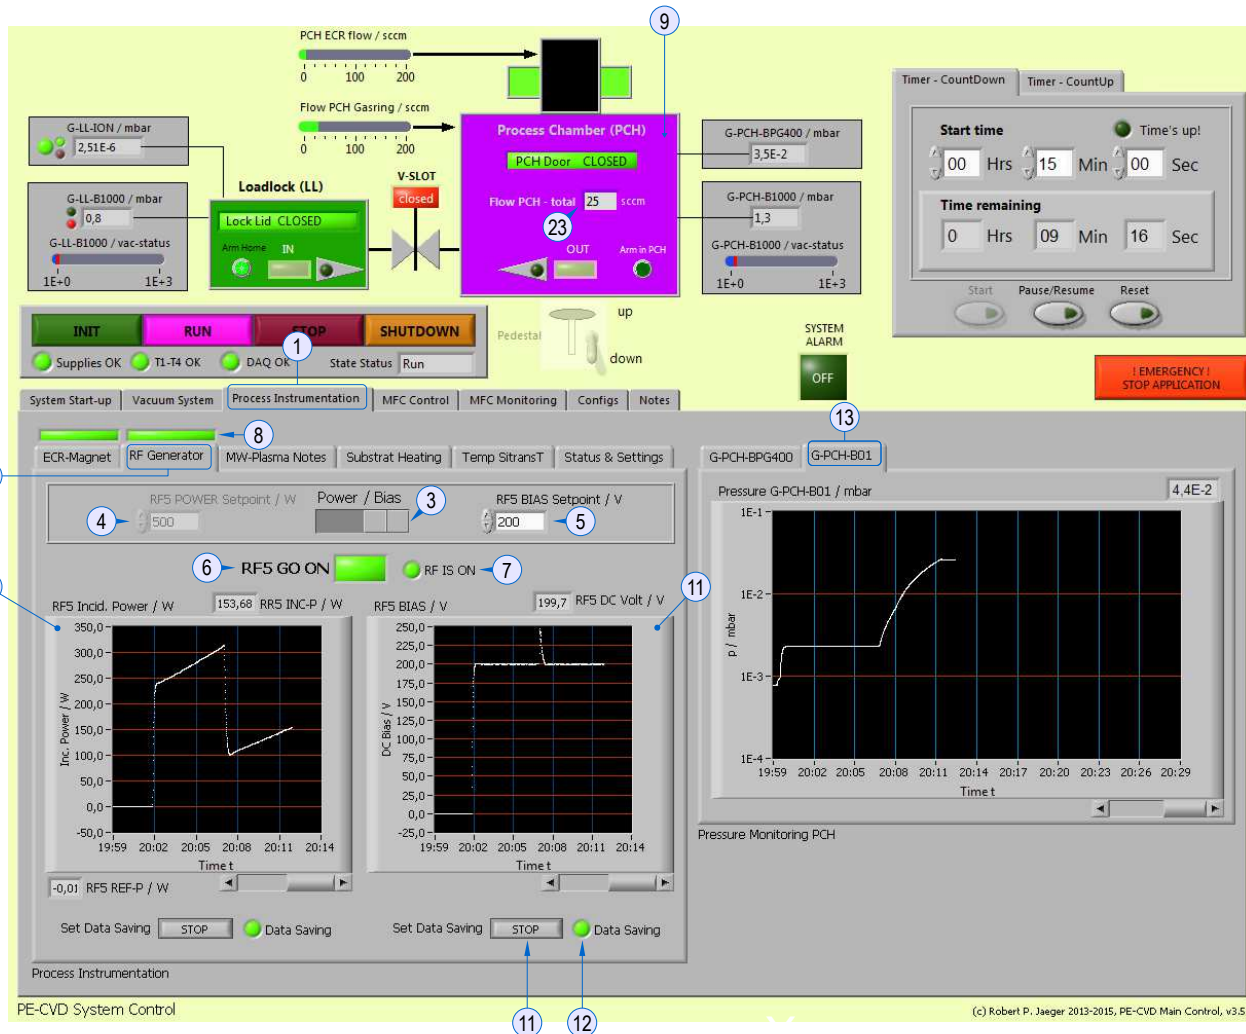 9
PCH ECR flow / sccm
0 100 200
Flow PCH Gasring / sccm
0 100 200
G-LL-ION / mbar
2,51E-6
G-LL-B1000 / mbar
0,8
G-LL-B1000 / vac-status
1E+0 1E+3
Loadlock (LL)
Lock Lid CLOSED
Arm Home IN
V-SLOT
closed
Process Chamber (PCH)
PCH Door CLOSED
Flow PCH - total 25 sccm
23
OUT Arm in PCH
G-PCH-BPG400 / mbar
3,5E-2
G-PCH-B1000 / mbar
1,3
G-PCH-B1000 / vac-status
1E+0 1E+3
Timer - CountDown Timer - CountUp
Start time Time's up!
00 Hrs 15 Min 00 Sec
Time remaining
0 Hrs 09 Min 16 Sec
Start Pause/Resume Reset
INIT RUN STOP SHUTDOWN
1
Supplies OK T1-T4 OK DAQ OK State Status Run
Pedestal up
down
SYSTEM
ALARM
OFF
! EMERGENCY !
STOP APPLICATION
System Start-up Vacuum System Process Instrumentation MFC Control MFC Monitoring Configs Notes
8
13
ECR-Magnet RF Generator MW-Plasma Notes Substrat Heating Temp SitransT Status & Settings
G-PCH-BPG400 G-PCH-B01
RF5 POWER Setpoint / W Power / Bias RF5 BIAS Setpoint / V
4 500 3 200 5
6 RF5 GO ON RF IS ON 7
RF5 Incid. Power / W 153,68 RR5 INC-P / W
350,0
300,0
250,0
200,0
150,0
100,0
50,0
0,0
-50,0
Inc. Power / W
19:59 20:02 20:05 20:08 20:11 20:14
Time t
-0,01 RF5 REF-P / W
Set Data Saving STOP Data Saving
RF5 BIAS / V 199,7 RF5 DC Volt / V
11
250,0
225,0
200,0
175,0
150,0
125,0
100,0
75,0
50,0
25,0
0,0
-25,0
DC Bias / V
19:59 20:02 20:05 20:08 20:11 20:14
Time t
Set Data Saving STOP Data Saving
11 12
Pressure G-PCH-B01 / mbar 4,4E-2
1E-1
1E-2
1E-3
1E-4
p / mbar
19:59 20:02 20:05 20:08 20:11 20:14 20:17 20:20 20:23 20:26 20:29
Time t
Pressure Monitoring PCH
Process Instrumentation
PE-CVD System Control
(c) Robert P. Jaeger 2013-2015, PE-CVD Main Control, v3.5